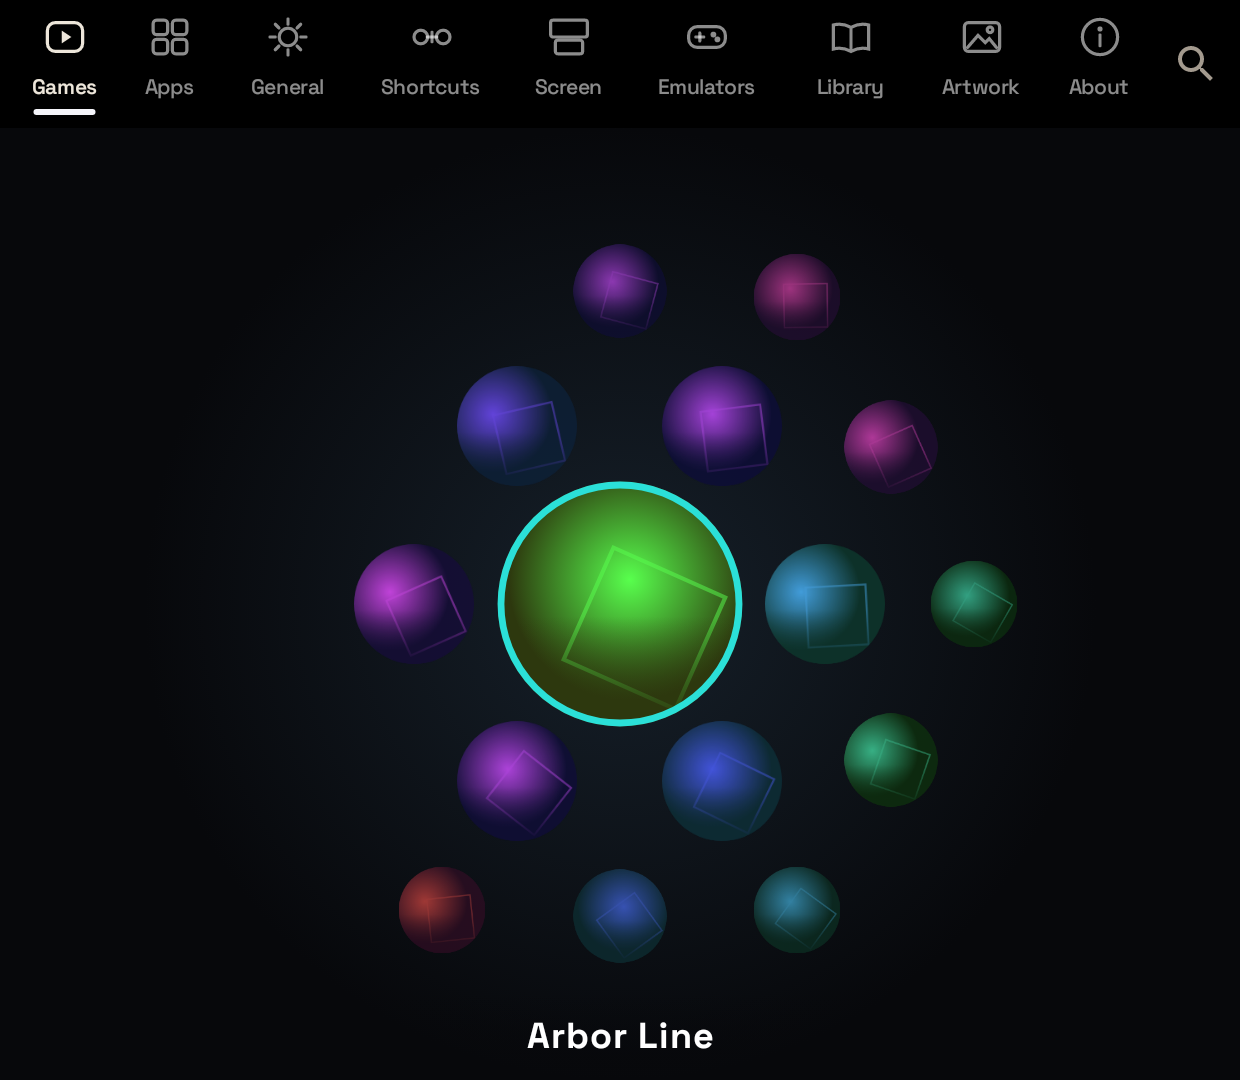 Games
Apps
General
Shortcuts
Screen
Emulators
Library
Artwork
About
Arbor Line